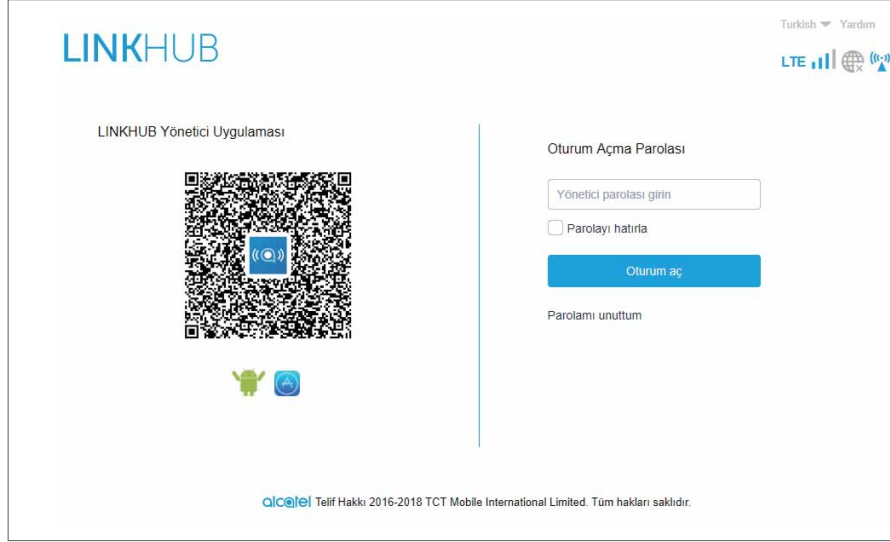 Turkish Yardım
LINKHUB
LTE
LINKHUB Yönetici Uygulaması
Oturum Açma Parolası
Yönetici parolası girin
Parolayı hatırla
Oturum aç
Parolamı unuttum
alcatel Telif Hakkı 2016-2018 TCT Mobile International Limited. Tüm hakları saklıdır.